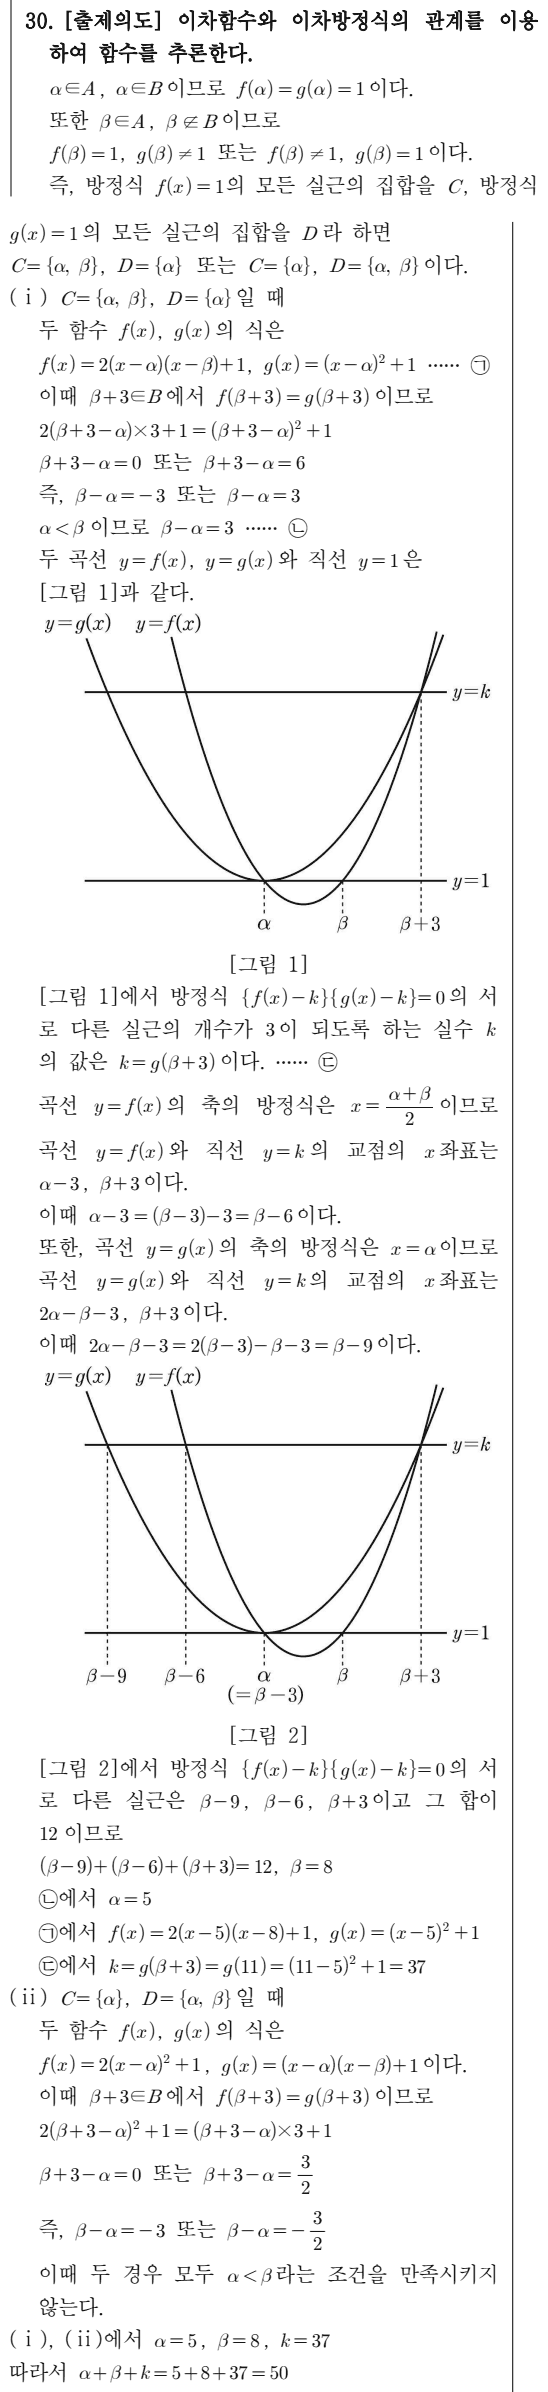 30. [출제의도] 이차함수와 이차방정식의 관계를 이용
하여 함수를 추론한다.
α∈A, α∈B이므로 f(α)=g(α)=1이다.
또한 β∈A, β∉B이므로
f(β)=1, g(β)≠1 또는 f(β)≠1, g(β)=1이다.
즉, 방정식 f(x)=1의 모든 실근의 집합을 C, 방정식
g(x)=1의 모든 실근의 집합을 D라 하면
C={α, β}, D={α} 또는 C={α}, D={α, β}이다.
(ⅰ) C={α, β}, D={α}일 때
두 함수 f(x), g(x)의 식은
f(x)=2(x-α)(x-β)+1, g(x)=(x-α)²+1 …… ㉠
이때 β+3∈B에서 f(β+3)=g(β+3)이므로
2(β+3-α)×3+1=(β+3-α)²+1
β+3-α=0 또는 β+3-α=6
즉, β-α=-3 또는 β-α=3
α<β이므로 β-α=3 …… ㉡
두 곡선 y=f(x), y=g(x)와 직선 y=1은
[그림 1]과 같다.
y=g(x) y=f(x)
y=k
y=1
α β β+3
[그림 1]
[그림 1]에서 방정식 {f(x)-k}{g(x)-k}=0의 서
로 다른 실근의 개수가 3이 되도록 하는 실수 k
의 값은 k=g(β+3)이다. …… ㉢
곡선 y=f(x)의 축의 방정식은 x=(α+β)/2이므로
곡선 y=f(x)와 직선 y=k의 교점의 x좌표는
α-3, β+3이다.
이때 α-3=(β-3)-3=β-6이다.
또한, 곡선 y=g(x)의 축의 방정식은 x=α이므로
곡선 y=g(x)와 직선 y=k의 교점의 x좌표는
2α-β-3, β+3이다.
이때 2α-β-3=2(β-3)-β-3=β-9이다.
y=g(x) y=f(x)
y=k
y=1
β-9 β-6 α β β+3
(=β-3)
[그림 2]
[그림 2]에서 방정식 {f(x)-k}{g(x)-k}=0의 서
로 다른 실근은 β-9, β-6, β+3이고 그 합이
12이므로
(β-9)+(β-6)+(β+3)=12, β=8
㉡에서 α=5
㉠에서 f(x)=2(x-5)(x-8)+1, g(x)=(x-5)²+1
㉢에서 k=g(β+3)=g(11)=(11-5)²+1=37
(ⅱ) C={α}, D={α, β}일 때
두 함수 f(x), g(x)의 식은
f(x)=2(x-α)²+1, g(x)=(x-α)(x-β)+1이다.
이때 β+3∈B에서 f(β+3)=g(β+3)이므로
2(β+3-α)²+1=(β+3-α)×3+1
β+3-α=0 또는 β+3-α=3/2
즉, β-α=-3 또는 β-α=-3/2
이때 두 경우 모두 α<β라는 조건을 만족시키지
않는다.
(ⅰ), (ⅱ)에서 α=5, β=8, k=37
따라서 α+β+k=5+8+37=50